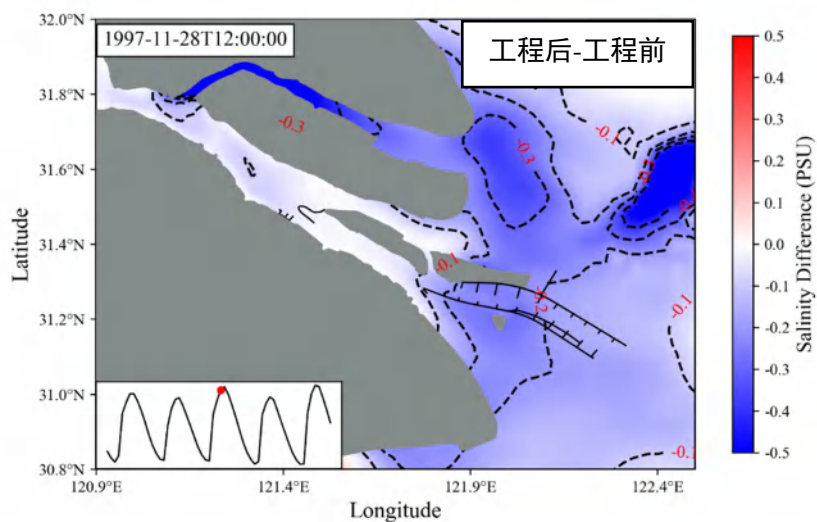 32.0°N
1997-11-28T12:00:00
工程后-工程前
31.8°N
31.6°N
31.4°N
31.2°N
31.0°N
30.8°N
Latitude
-0.3
-0.3
-0.1
-0.1
-0.2
-0.1
-0.1
120.9°E
121.4°E
121.9°E
122.4°E
Longitude
0.5
0.4
0.3
0.2
0.1
0.0
-0.1
-0.2
-0.3
-0.4
-0.5
Salinity Difference (PSU)